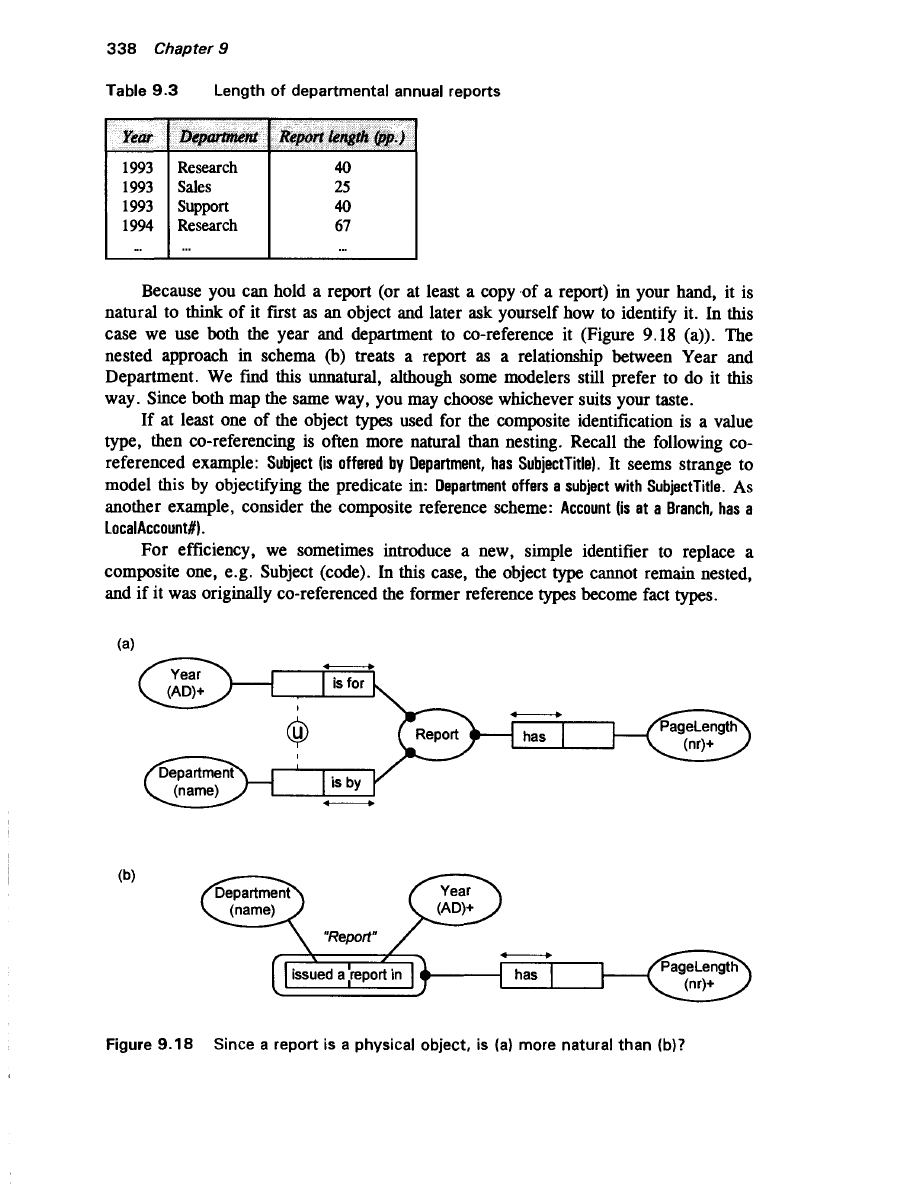 338 Chapter 9
Table 9.3 Length of departmental annual reports
Year Department Report length (pp.)
1993 Research 40
1993 Sales 25
1993 Support 40
1994 Research 67
... ... ...
Because you can hold a report (or at least a copy of a report) in your hand, it is
natural to think of it first as an object and later ask yourself how to identify it. In this
case we use both the year and department to co-reference it (Figure 9.18 (a)). The
nested approach in schema (b) treats a report as a relationship between Year and
Department. We find this unnatural, although some modelers still prefer to do it this
way. Since both map the same way, you may choose whichever suits your taste.
If at least one of the object types used for the composite identification is a value
type, then co-referencing is often more natural than nesting. Recall the following co-
referenced example: Subject (is offered by Department, has SubjectTitle). It seems strange to
model this by objectifying the predicate in: Department offers a subject with SubjectTitle. As
another example, consider the composite reference scheme: Account (is at a Branch, has a
LocalAccount#).
For efficiency, we sometimes introduce a new, simple identifier to replace a
composite one, e.g. Subject (code). In this case, the object type cannot remain nested,
and if it was originally co-referenced the former reference types become fact types.
(a)
Year
(AD)+
is for
u
Report
has
PageLength
(nr)+
Department
(name)
is by
(b)
Department
(name)
Year
(AD)+
"Report"
issued a report in
has
PageLength
(nr)+
Figure 9.18 Since a report is a physical object, is (a) more natural than (b)?